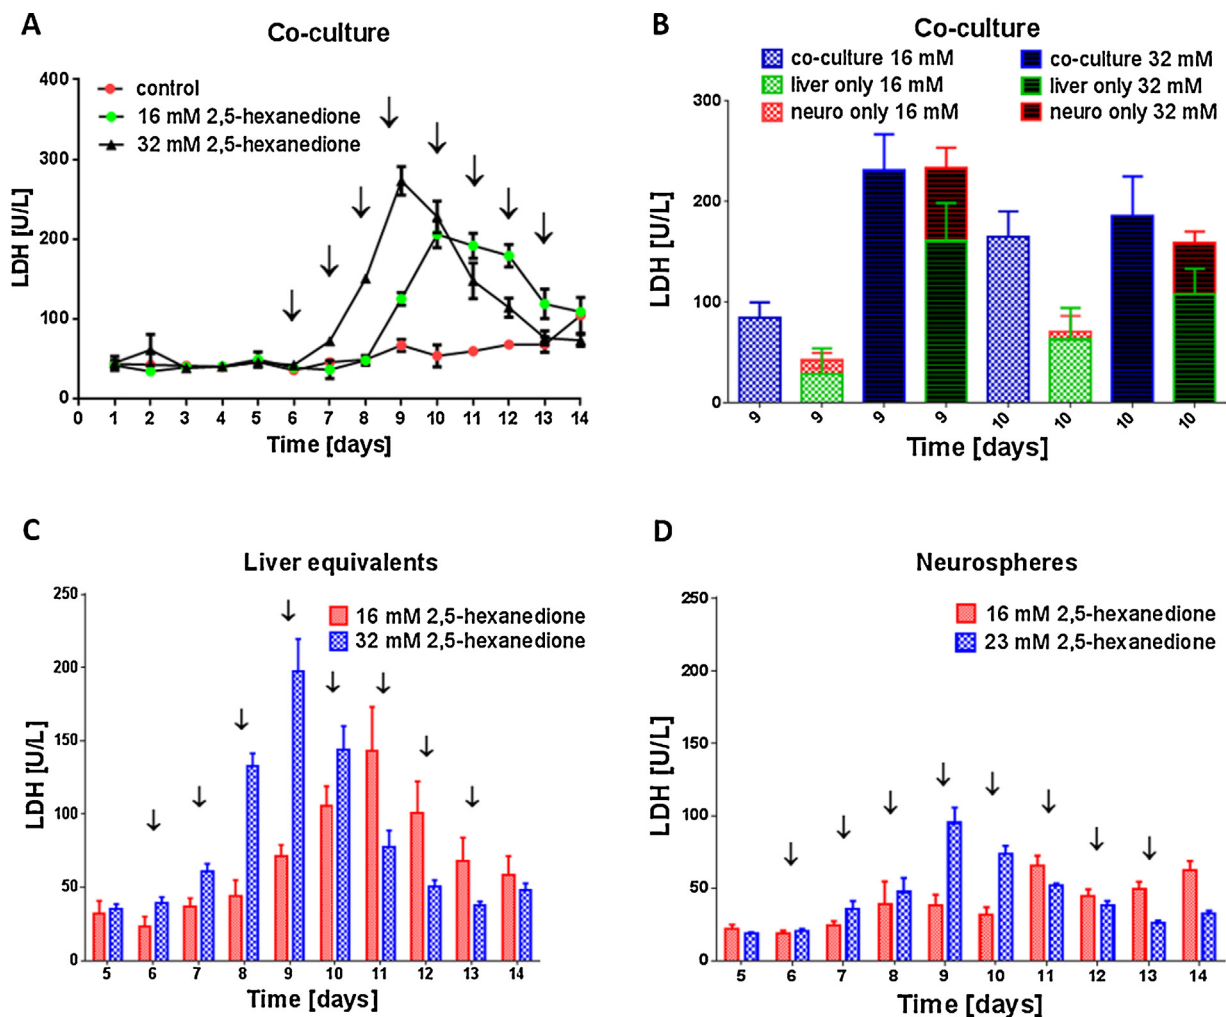 A
Co-culture
control
16 mM 2,5-hexanedione
32 mM 2,5-hexanedione
LDH [U/L]
400
300
200
100
0
0 1 2 3 4 5 6 7 8 9 10 11 12 13 14
Time [days]
B
Co-culture
co-culture 16 mM
liver only 16 mM
neuro only 16 mM
co-culture 32 mM
liver only 32 mM
neuro only 32 mM
LDH [U/L]
300
200
100
0
9 9 9 9 10 10 10 10
Time [days]
C
Liver equivalents
16 mM 2,5-hexanedione
32 mM 2,5-hexanedione
LDH [U/L]
250
200
150
100
50
0
5 6 7 8 9 10 11 12 13 14
Time [days]
D
Neurospheres
16 mM 2,5-hexanedione
23 mM 2,5-hexanedione
LDH [U/L]
250
200
150
100
50
0
5 6 7 8 9 10 11 12 13 14
Time [days]